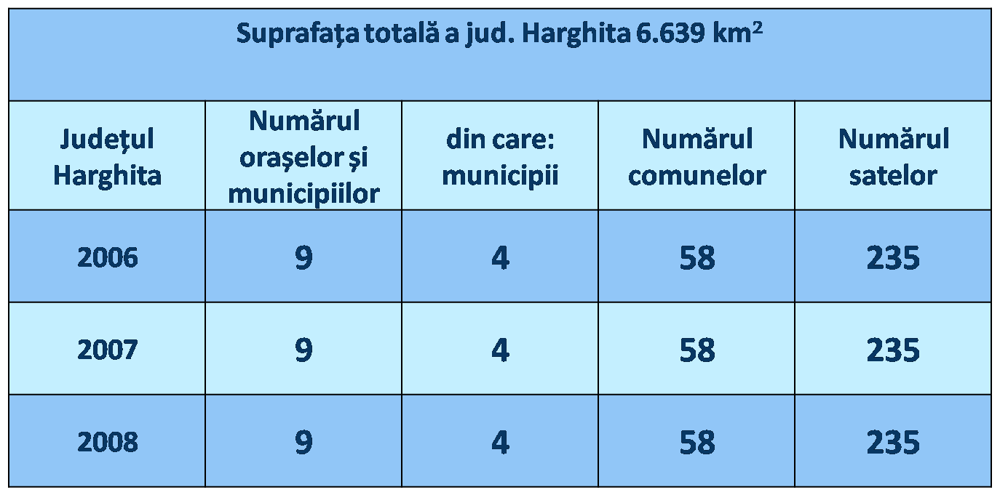 Suprafața totală a jud. Harghita 6.639 km²
Județul
Harghita
Numărul
orașelor și
municipiilor
din care:
municipii
Numărul
comunelor
Numărul
satelor
2006 9 4 58 235
2007 9 4 58 235
2008 9 4 58 235